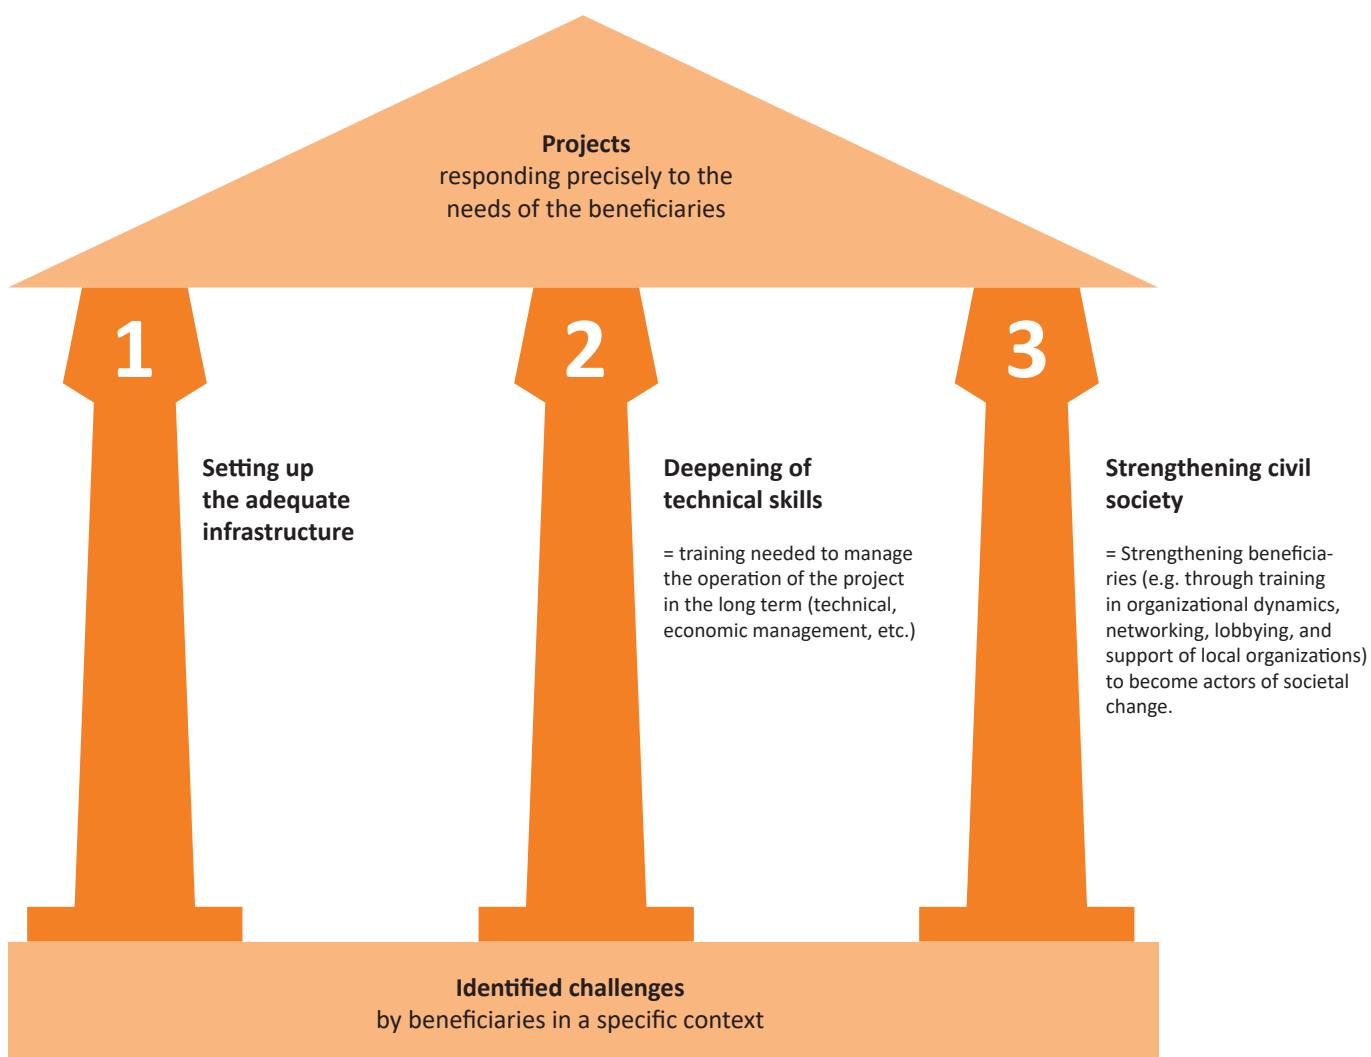 Projects
responding precisely to the
needs of the beneficiaries
1
2
3
Setting up
the adequate
infrastructure
Deepening of
technical skills
= training needed to manage
the operation of the project
in the long term (technical,
economic management, etc.)
Strengthening civil
society
= Strengthening beneficia-
ries (e.g. through training
in organizational dynamics,
networking, lobbying, and
support of local organizations)
to become actors of societal
change.
Identified challenges
by beneficiaries in a specific context